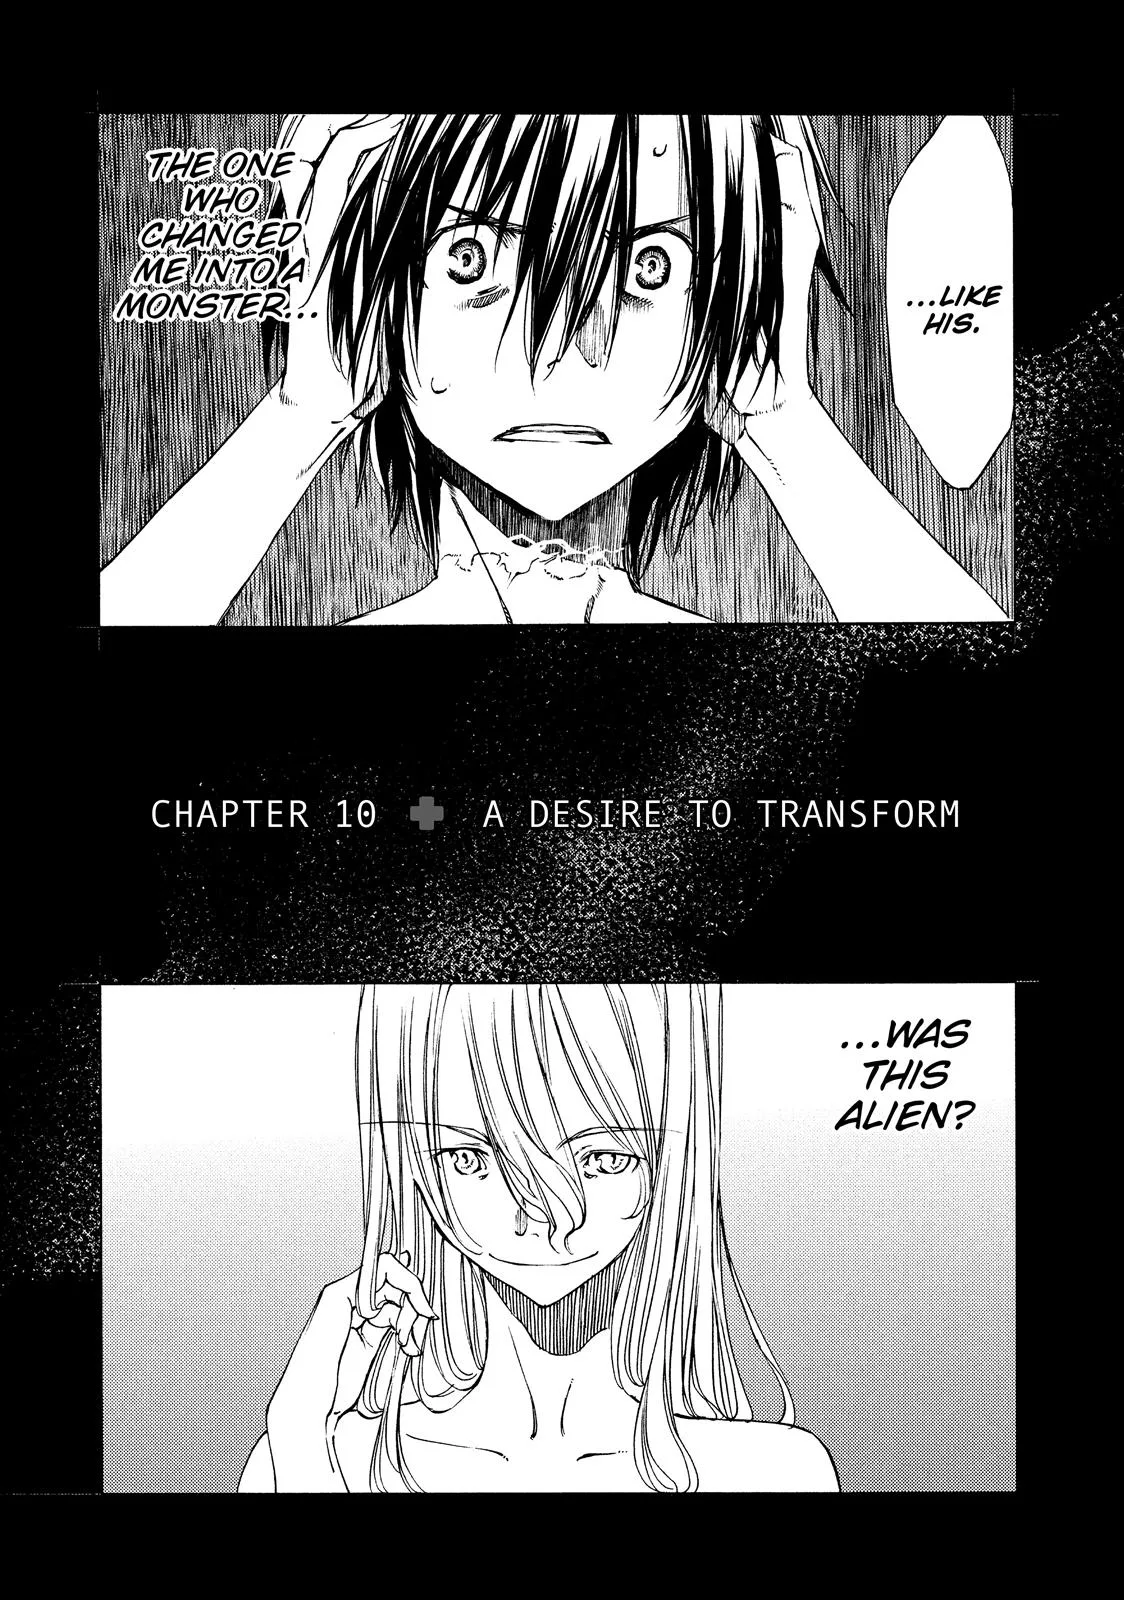 ...LIKE
HIS.
THE ONE
WHO
CHANGED
ME INTO A
MONSTER...
CHAPTER 10 + A DESIRE TO TRANSFORM
...WAS
THIS
ALIEN?